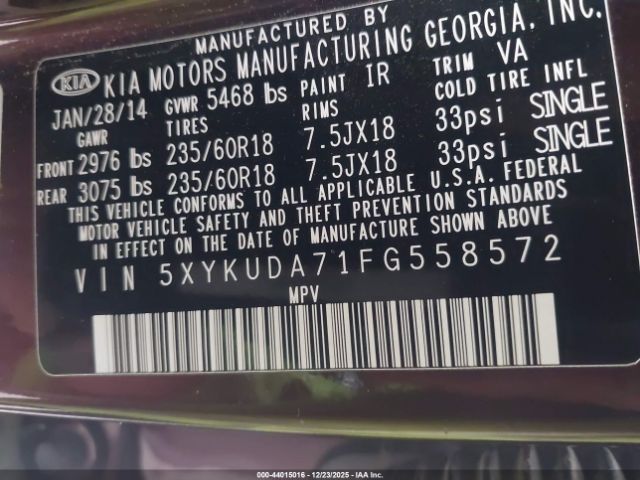 MANUFACTURED BY
KIA KIA MOTORS MANUFACTURING GEORGIA, INC.
JAN/28/14 GVWR 5468 lbs PAINT IR TRIM VA
GAWR TIRES RIMS COLD TIRE INFL
FRONT 2976 lbs 235/60R18 7.5JX18 33psi SINGLE
REAR 3075 lbs 235/60R18 7.5JX18 33psi SINGLE
THIS VEHICLE CONFORMS TO ALL APPLICABLE U.S.A. FEDERAL
MOTOR VEHICLE SAFETY AND THEFT PREVENTION STANDARDS
IN EFFECT ON THE DATE OF MANUFACTURE SHOWN ABOVE
VIN 5XYKUDA71FG558572
MPV
000-44015016 - 12/23/2025 - IAAI Inc.